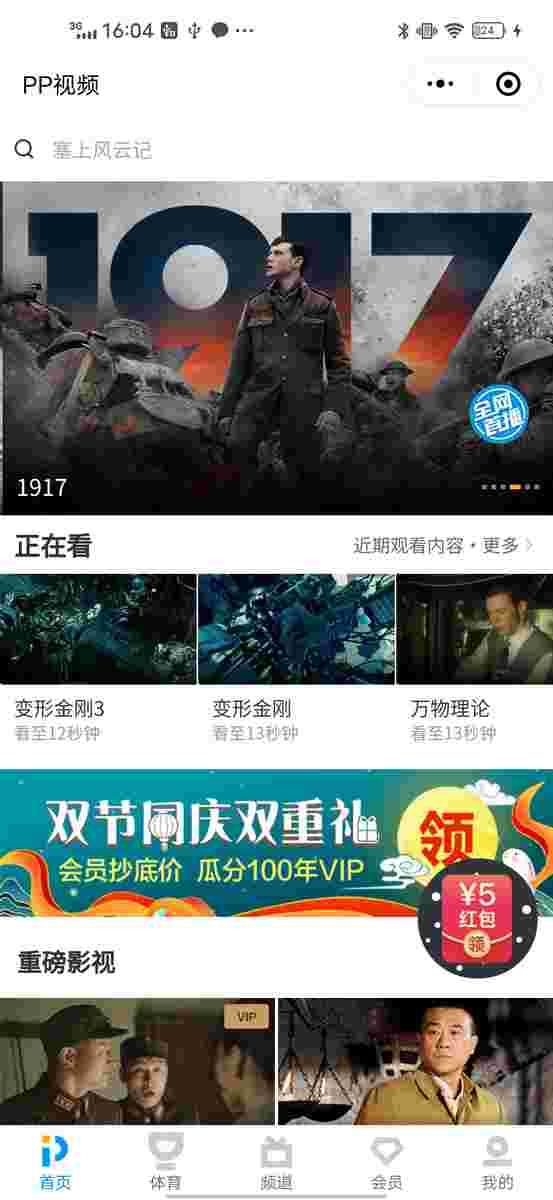 3G 16:04 24
PP视频
塞上风云记
1917
全网
直播
1917
正在看
近期观看内容·更多
变形金刚3
变形金刚
万物理论
看至12秒钟
看至13秒钟
看至13秒钟
双节同庆双重礼
领
会员抄底价 瓜分100年VIP
¥5
红包
领
重磅影视
VIP
首页
体育
频道
会员
我的